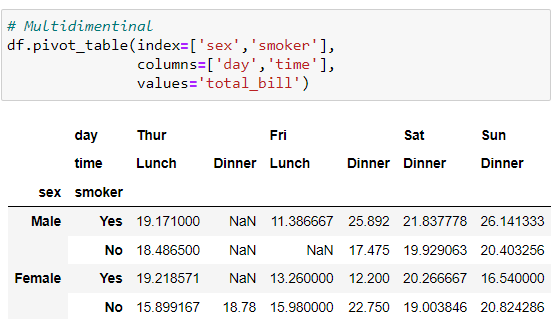 # Multidimentinal
df.pivot_table(index=['sex','smoker'],
columns=['day','time'],
values='total_bill')
day Thur Fri Sat Sun
time Lunch Dinner Lunch Dinner Dinner Dinner
sex smoker
Male Yes 19.171000 NaN 11.386667 25.892 21.837778 26.141333
No 18.486500 NaN NaN 17.475 19.929063 20.403256
Female Yes 19.218571 NaN 13.260000 12.200 20.266667 16.540000
No 15.899167 18.78 15.980000 22.750 19.003846 20.824286